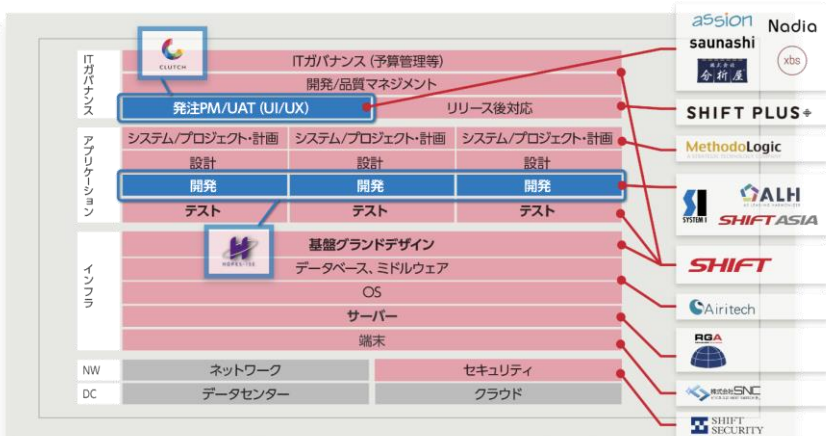 ITガバナンス
CLUTCH
ITガバナンス (予算管理等)
開発/品質マネジメント
発注PM/UAT (UI/UX)
リリース後対応
アプリケーション
システム/プロジェクト・計画
システム/プロジェクト・計画
システム/プロジェクト・計画
設計
設計
設計
開発
開発
開発
テスト
テスト
テスト
インフラ
基盤グランドデザイン
データベース、ミドルウェア
OS
サーバー
端末
NW
ネットワーク
セキュリティ
DC
データセンター
クラウド
assion
Nadia
saunashi
株式会社
分析屋
xbs
SHIFT PLUS+
MethodoLogic
SYSTEM I
ALH
SHIFT ASIA
SHIFT
Airitech
RGA
株式会社SNC
SHIFT
SECURITY